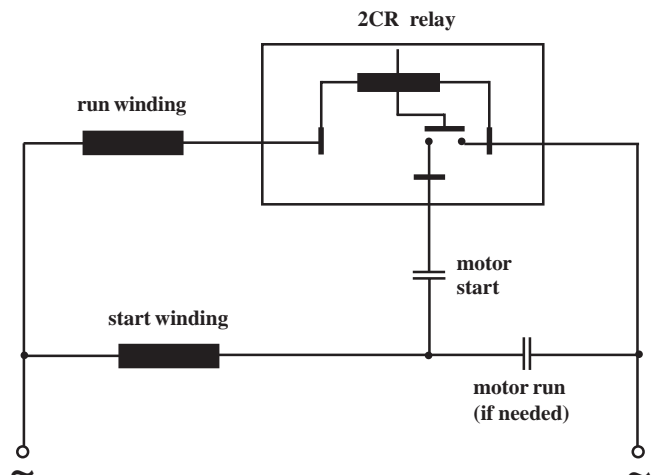 2CR relay
run winding
motor
start
start winding
motor run
(if needed)
~ ~